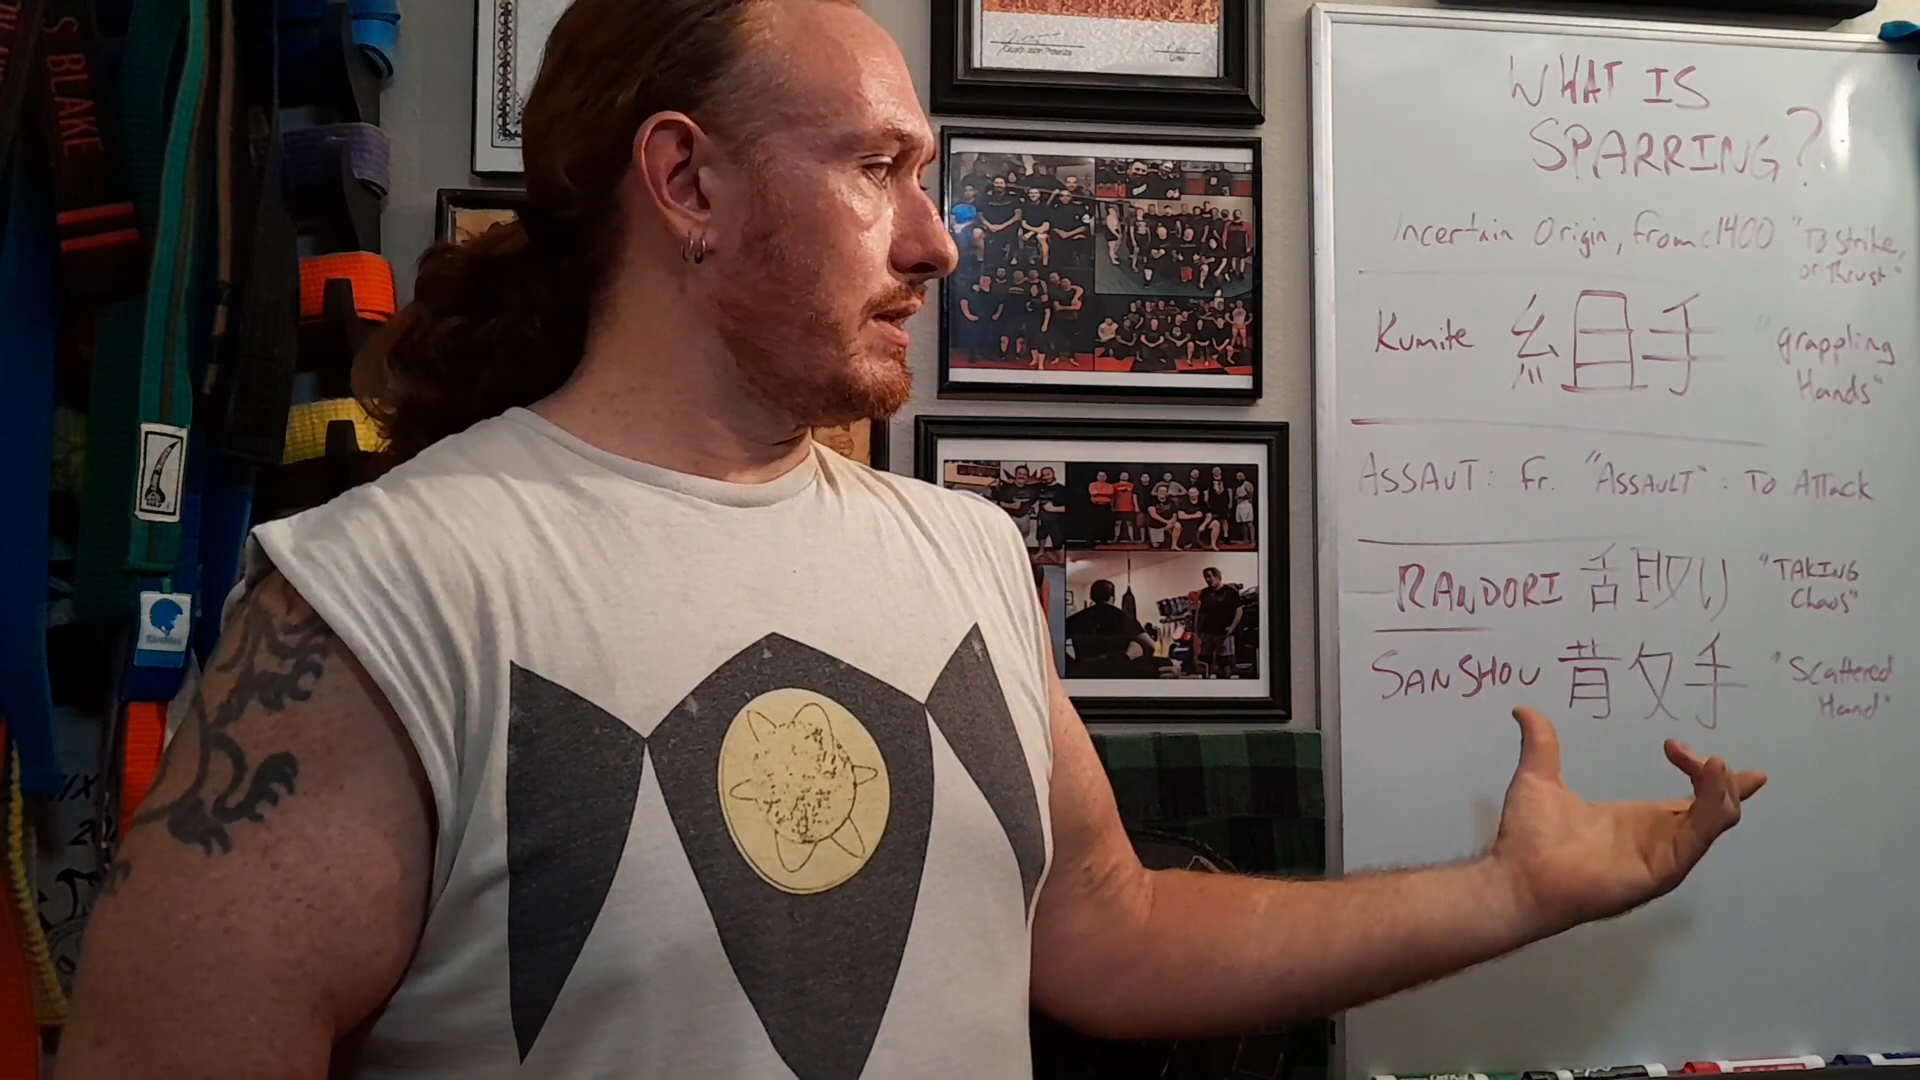 S BLAKE
WHAT IS
SPARRING?
Incertain Origin, from c1400 "To strike,
or Thrust"
Kumite 組手 "grappling
Hands"
ASSAUT: Fr. "ASSAULT": To Attack
RANDORI 乱取り "TAKING
Chaos"
SANSHOU 散手 "Scattered
Hand"